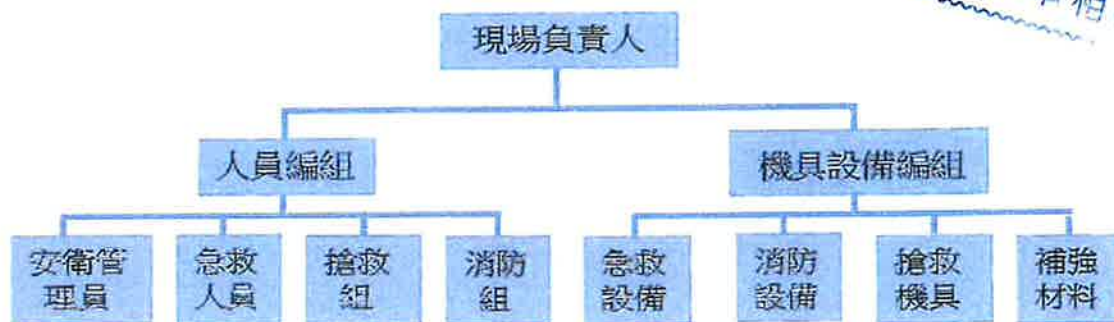 現場負責人
人員編組
機具設備編組
安衛管
理員
急救
人員
搶救
組
消防
組
急救
設備
消防
設備
搶救
機具
補強
材料